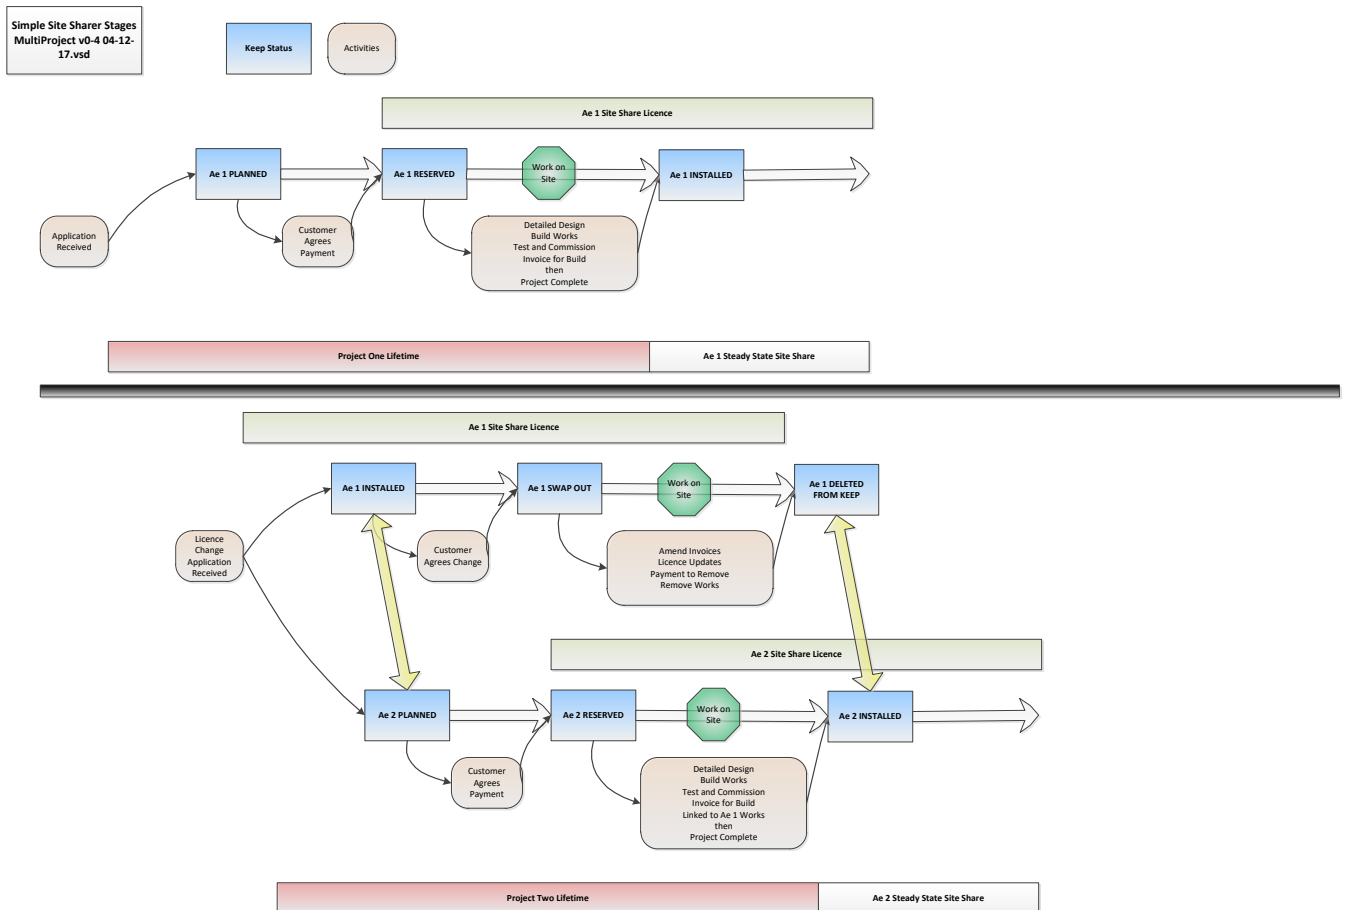 Simple Site Sharer Stages
MultiProject v0-4 04-12-
17.vsd
Keep Status
Activities
Ae 1 Site Share Licence
Ae 1 PLANNED
Ae 1 RESERVED
Work on
Site
Ae 1 INSTALLED
Application
Received
Customer
Agrees
Payment
Detailed Design
Build Works
Test and Commission
Invoice for Build
then
Project Complete
Project One Lifetime
Ae 1 Steady State Site Share
Ae 1 Site Share Licence
Ae 1 INSTALLED
Ae 1 SWAP OUT
Work on
Site
Ae 1 DELETED
FROM KEEP
Licence
Change
Application
Received
Customer
Agrees Change
Amend Invoices
Licence Updates
Payment to Remove
Remove Works
Ae 2 Site Share Licence
Ae 2 PLANNED
Ae 2 RESERVED
Work on
Site
Ae 2 INSTALLED
Customer
Agrees
Payment
Detailed Design
Build Works
Test and Commission
Invoice for Build
Linked to Ae 1 Works
then
Project Complete
Project Two Lifetime
Ae 2 Steady State Site Share